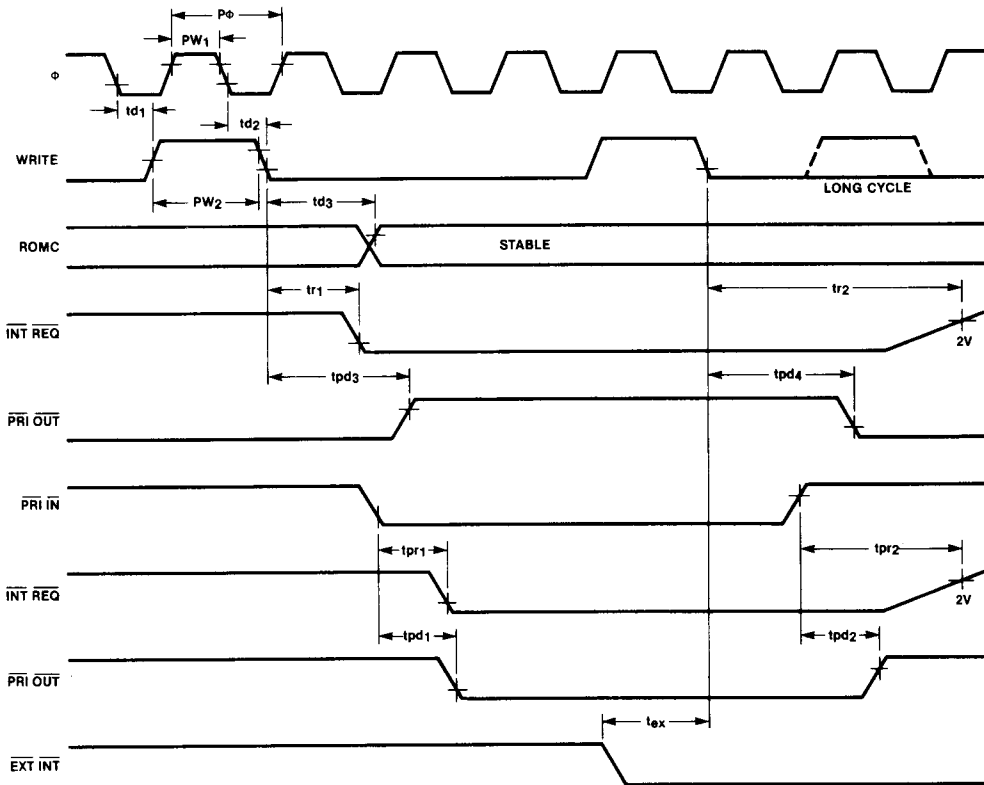 PΦ
PW1
Φ
td1
td2
WRITE
LONG CYCLE
PW2
td3
ROMC
STABLE
tr1
tr2
INT REQ
2V
tpd3
tpd4
PRI OUT
PRI IN
tpr1
tpr2
INT REQ
2V
tpd1
tpd2
PRI OUT
tex
EXT INT